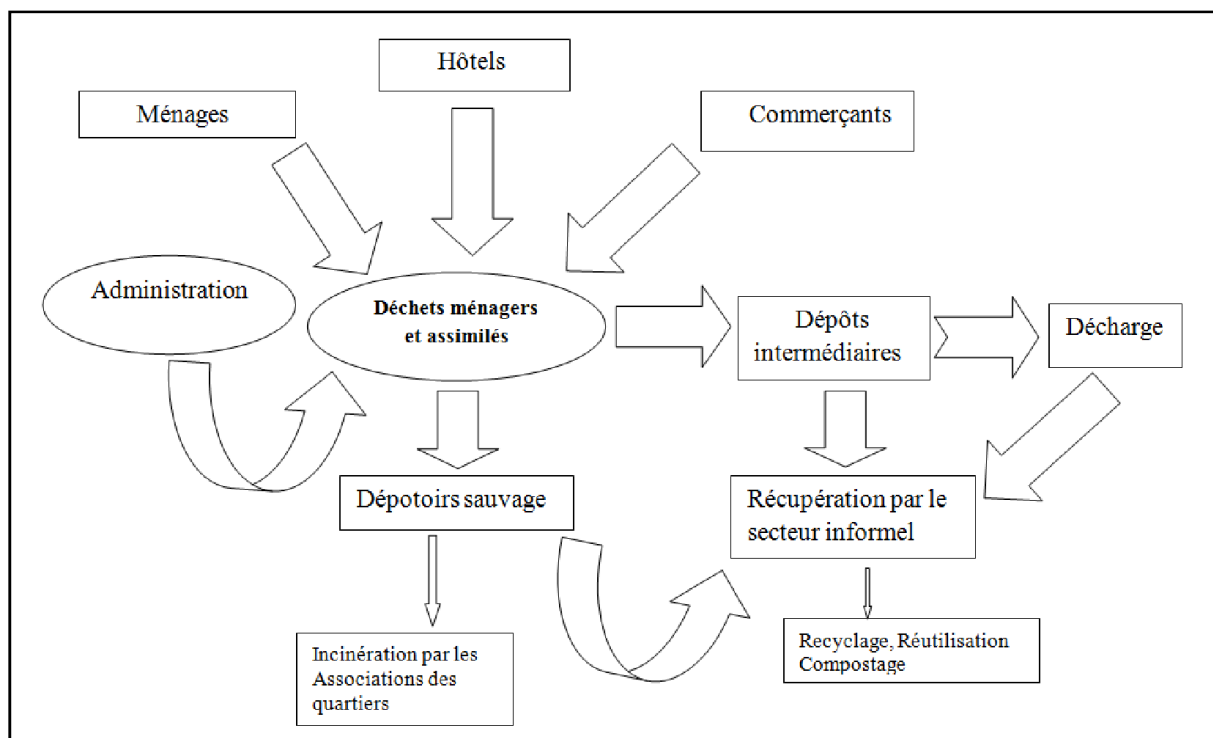 Hôtels
Ménages
Commerçants
Administration
Déchets ménagers
et assimilés
Dépôts
intermédiaires
Décharge
Dépotoirs sauvage
Récupération par le
secteur informel
Incinération par les
Associations des
quartiers
Recyclage, Réutilisation
Compostage